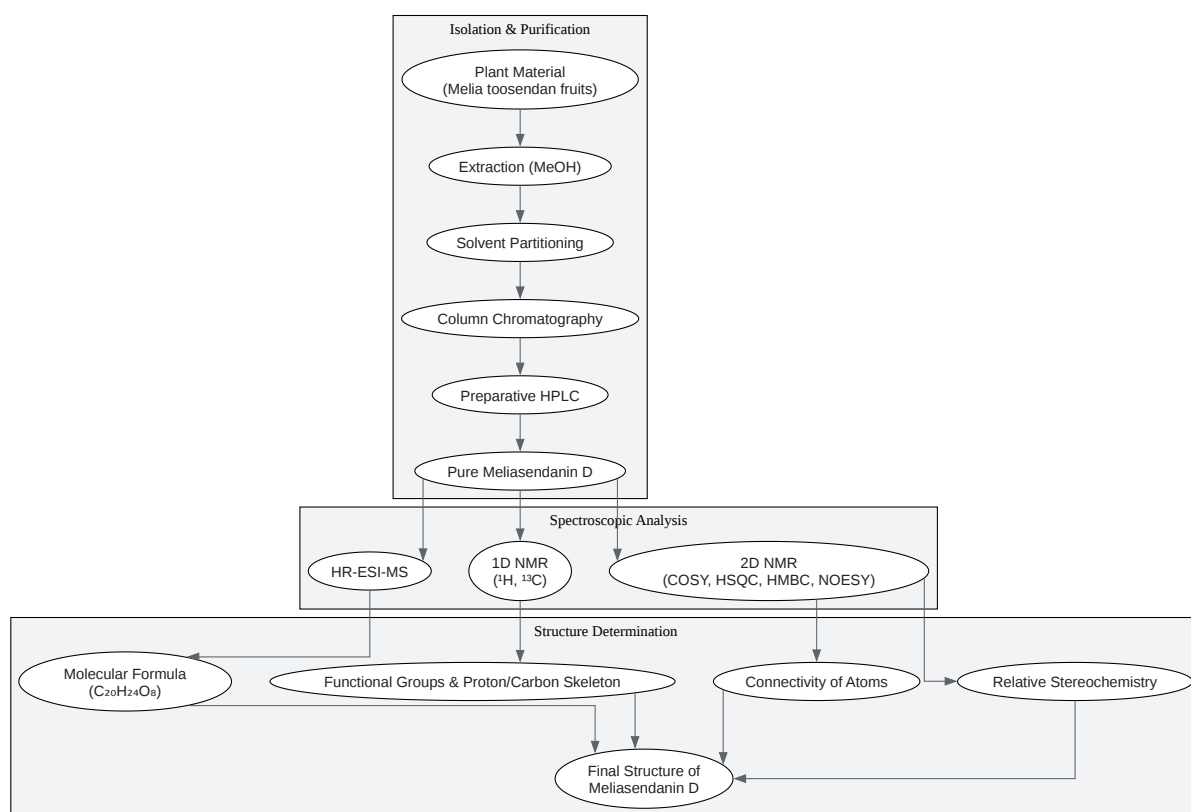 Isolation & Purification
Plant Material
(Melia toosendan fruits)
Extraction (MeOH)
Solvent Partitioning
Column Chromatography
Preparative HPLC
Pure Meliasendanin D
Spectroscopic Analysis
HR-ESI-MS
1D NMR
(¹H, ¹³C)
2D NMR
(COSY, HSQC, HMBC, NOESY)
Structure Determination
Molecular Formula
(C₂₀H₂₄O₈)
Functional Groups & Proton/Carbon Skeleton
Connectivity of Atoms
Relative Stereochemistry
Final Structure of
Meliasendanin D